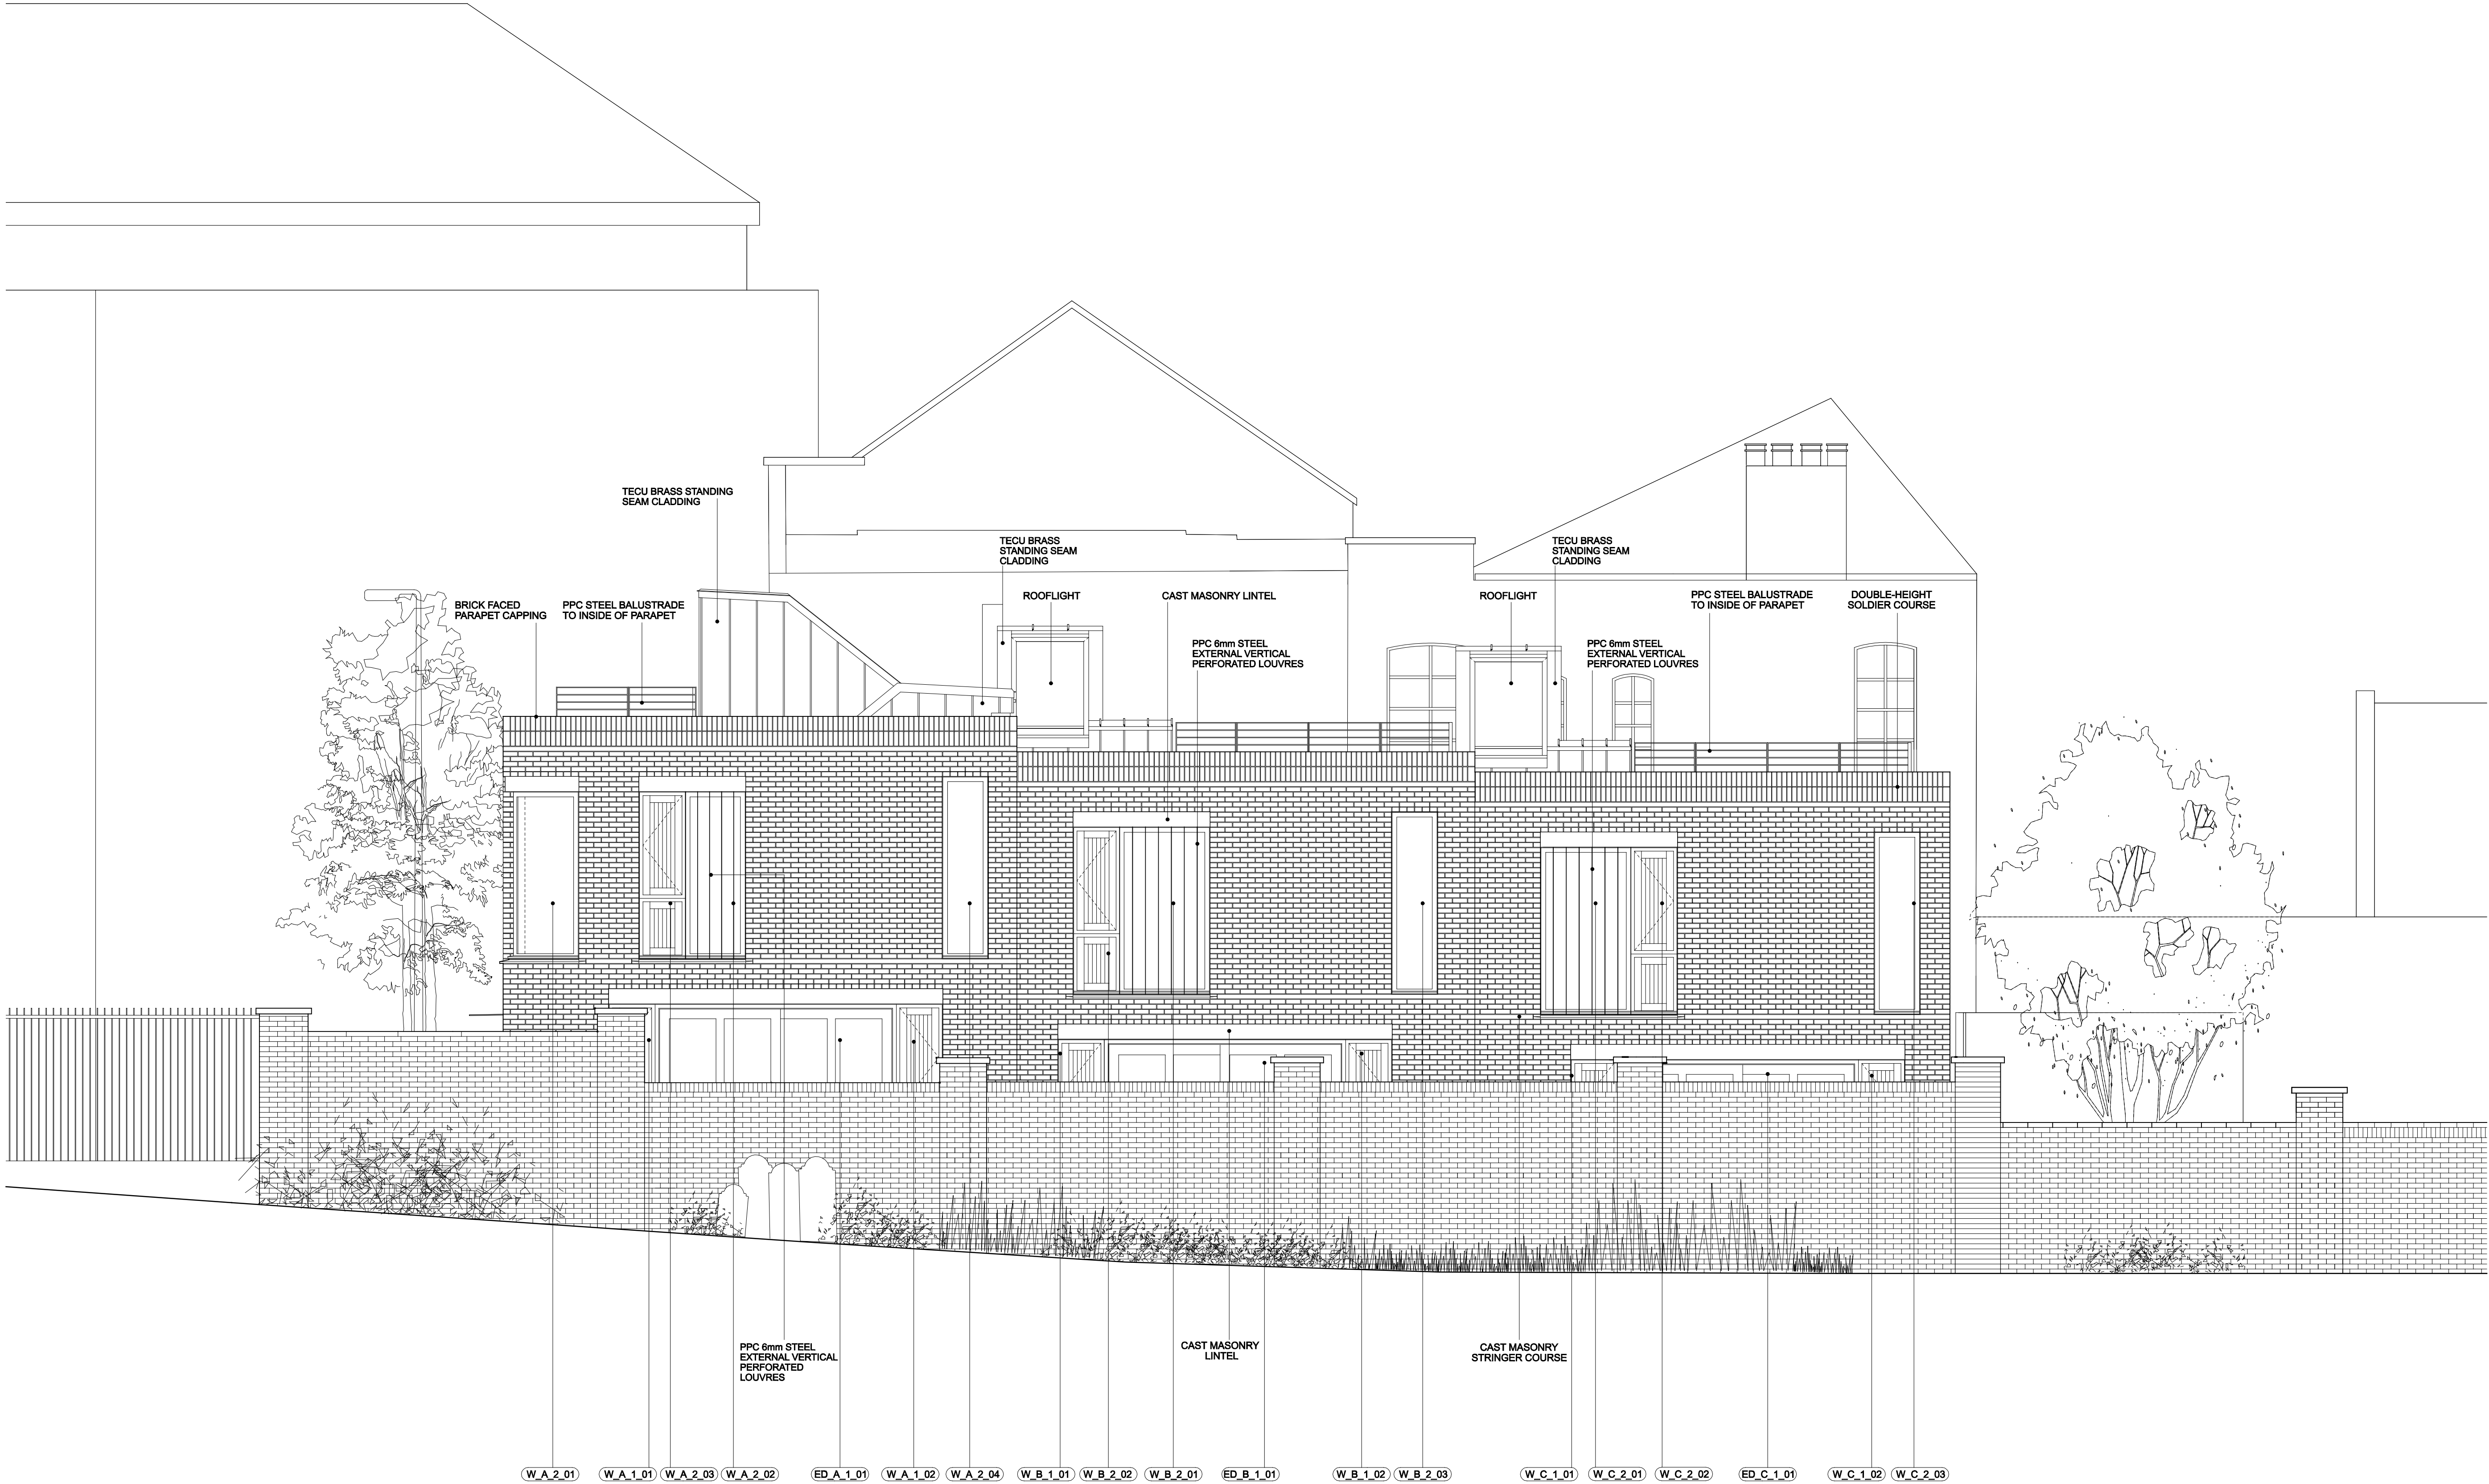 TECU BRASS STANDING
SEAM CLADDING
TECU BRASS
STANDING SEAM
CLADDING
TECU BRASS
STANDING SEAM
CLADDING
BRICK FACED
PARAPET CAPPING
PPC STEEL BALUSTRADE
TO INSIDE OF PARAPET
ROOFLIGHT
CAST MASONRY LINTEL
ROOFLIGHT
PPC STEEL BALUSTRADE
TO INSIDE OF PARAPET
DOUBLE-HEIGHT
SOLDIER COURSE
PPC 6mm STEEL
EXTERNAL VERTICAL
PERFORATED LOUVRES
PPC 6mm STEEL
EXTERNAL VERTICAL
PERFORATED LOUVRES
PPC 6mm STEEL
EXTERNAL VERTICAL
PERFORATED
LOUVRES
CAST MASONRY
LINTEL
CAST MASONRY
STRINGER COURSE
W_A_2_01
W_A_1_01
W_A_2_03
W_A_2_02
ED_A_1_01
W_A_1_02
W_A_2_04
W_B_1_01
W_B_2_02
W_B_2_01
ED_B_1_01
W_B_1_02
W_B_2_03
W_C_1_01
W_C_2_01
W_C_2_02
ED_C_1_01
W_C_1_02
W_C_2_03